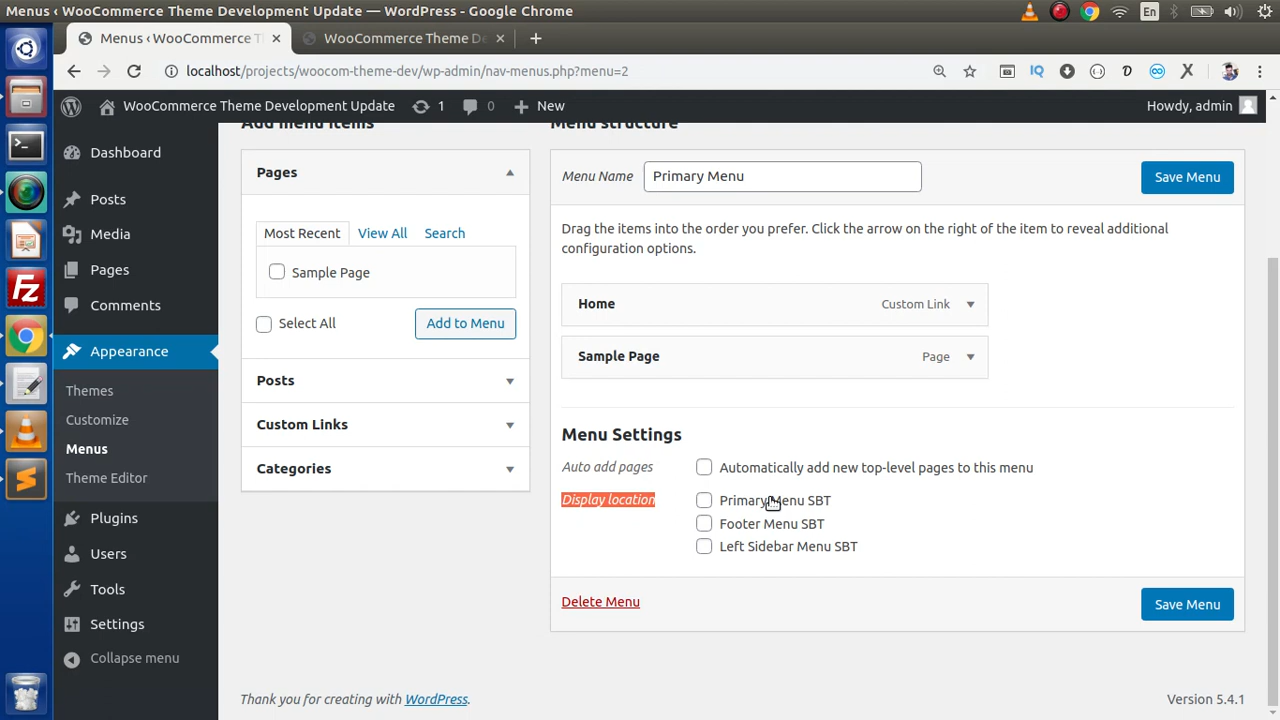 Menus ‹ WooCommerce Theme Development Update — WordPress - Google Chrome
En
Menus ‹ WooCommerce T
WooCommerce Theme De
localhost/projects/woocom-theme-dev/wp-admin/nav-menus.php?menu=2
IQ
D
X
WooCommerce Theme Development Update
1
0
New
Howdy, admin
Dashboard
Posts
Media
Pages
Comments
Appearance
Themes
Customize
Menus
Theme Editor
Plugins
Users
Tools
Settings
Collapse menu
Add menu items
Pages
Most Recent
View All
Search
Sample Page
Select All
Add to Menu
Posts
Custom Links
Categories
Menu structure
Menu Name
Primary Menu
Save Menu
Drag the items into the order you prefer. Click the arrow on the right of the item to reveal additional
configuration options.
Home
Custom Link
Sample Page
Page
Menu Settings
Auto add pages
Automatically add new top-level pages to this menu
Display location
Primary Menu SBT
Footer Menu SBT
Left Sidebar Menu SBT
Delete Menu
Save Menu
Thank you for creating with WordPress.
Version 5.4.1
Fz